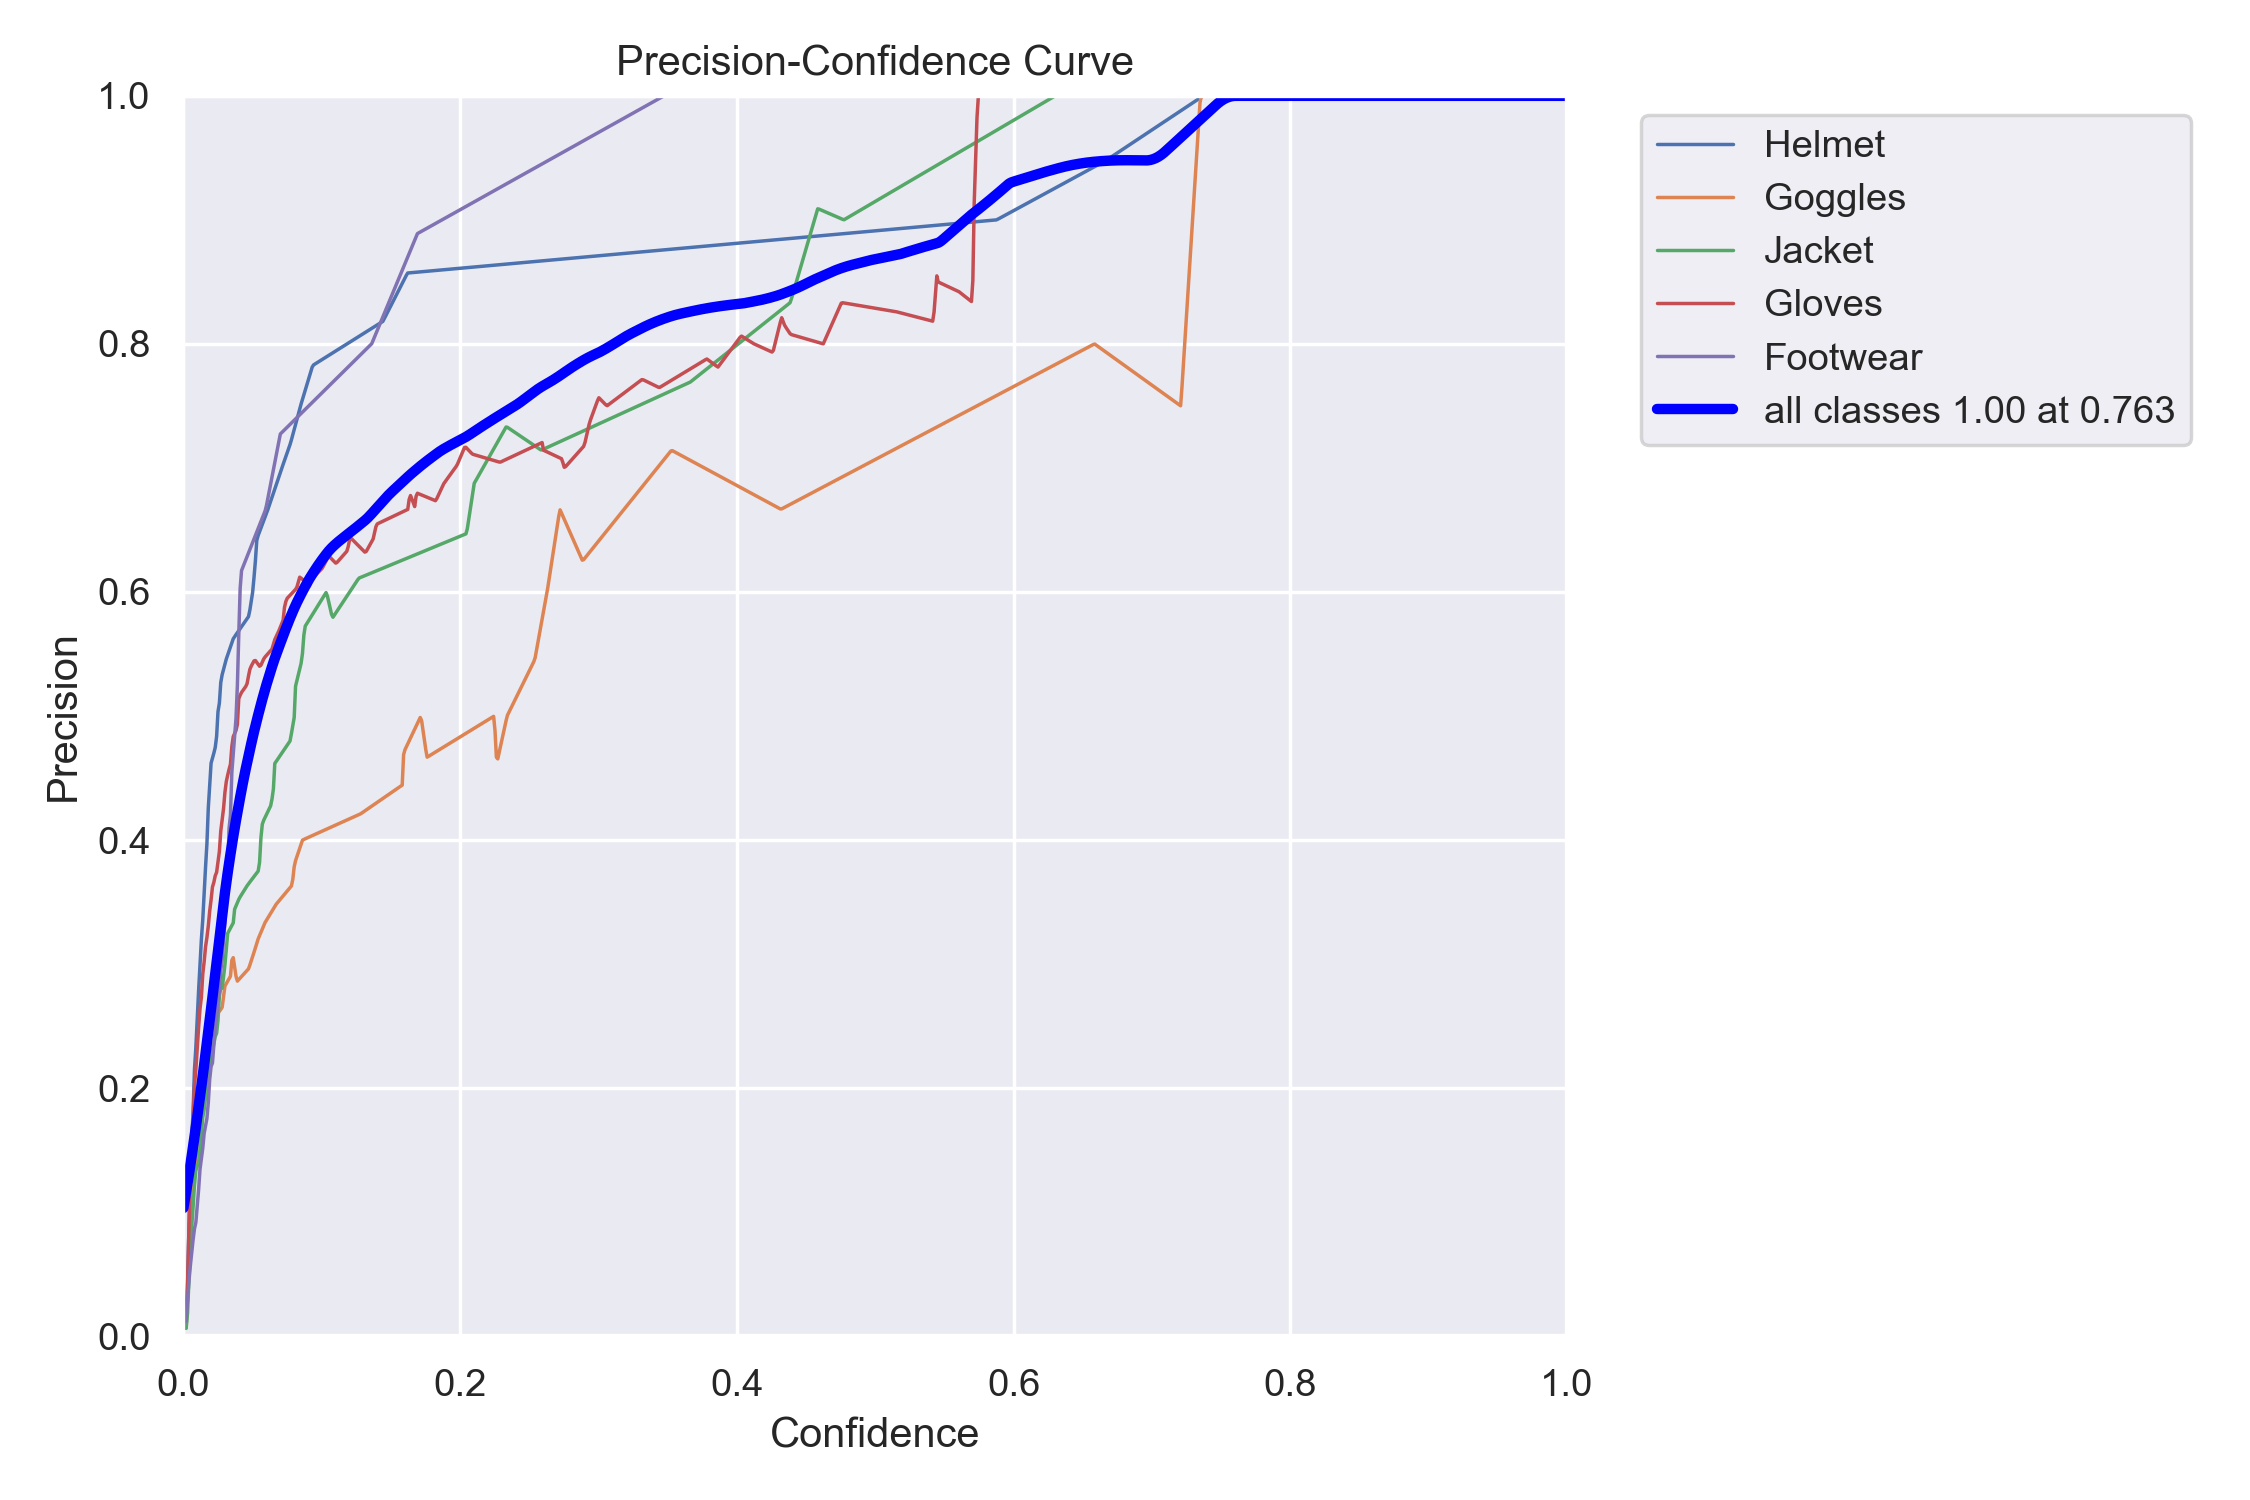 Precision-Confidence Curve
1.0
0.8
0.6
0.4
0.2
0.0
Precision
0.0 0.2 0.4 0.6 0.8 1.0
Confidence
Helmet
Goggles
Jacket
Gloves
Footwear
all classes 1.00 at 0.763